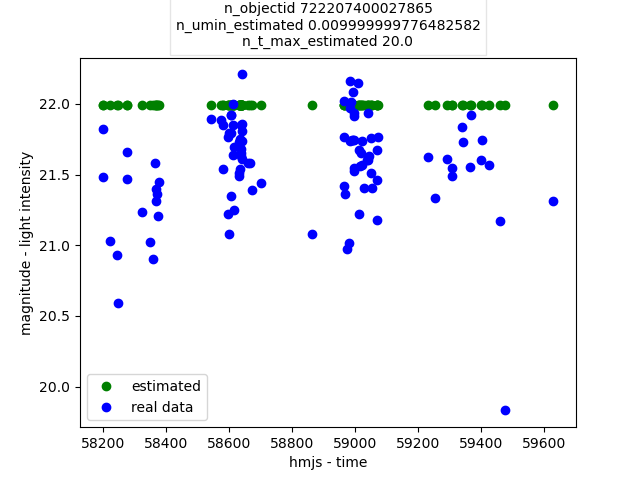 n_objectid 722207400027865
n_umin_estimated 0.009999999776482582
n_t_max_estimated 20.0
22.0
21.5
21.0
20.5
20.0
magnitude - light intensity
estimated
real data
58200 58400 58600 58800 59000 59200 59400 59600
hmjs - time